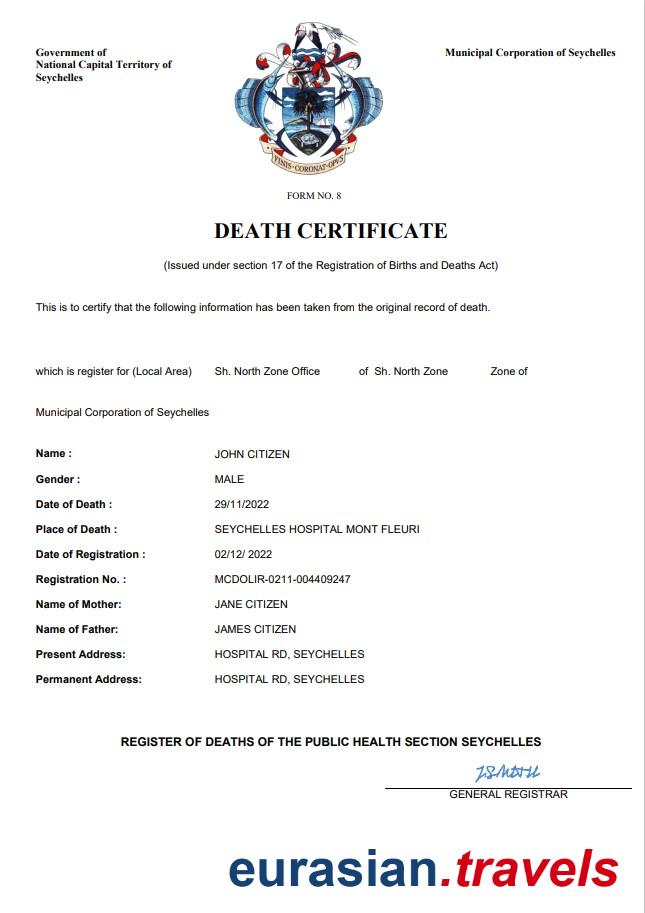 Government of
National Capital Territory of
Seychelles
Municipal Corporation of Seychelles
FINIS·CORONAT·OPVS
FORM NO. 8
DEATH CERTIFICATE
(Issued under section 17 of the Registration of Births and Deaths Act)
This is to certify that the following information has been taken from the original record of death.
which is register for (Local Area) Sh. North Zone Office of Sh. North Zone Zone of
Municipal Corporation of Seychelles
Name : JOHN CITIZEN
Gender : MALE
Date of Death : 29/11/2022
Place of Death : SEYCHELLES HOSPITAL MONT FLEURI
Date of Registration : 02/12/ 2022
Registration No. : MCDOLIR-0211-004409247
Name of Mother: JANE CITIZEN
Name of Father: JAMES CITIZEN
Present Address: HOSPITAL RD, SEYCHELLES
Permanent Address: HOSPITAL RD, SEYCHELLES
REGISTER OF DEATHS OF THE PUBLIC HEALTH SECTION SEYCHELLES
GENERAL REGISTRAR
eurasian.travels